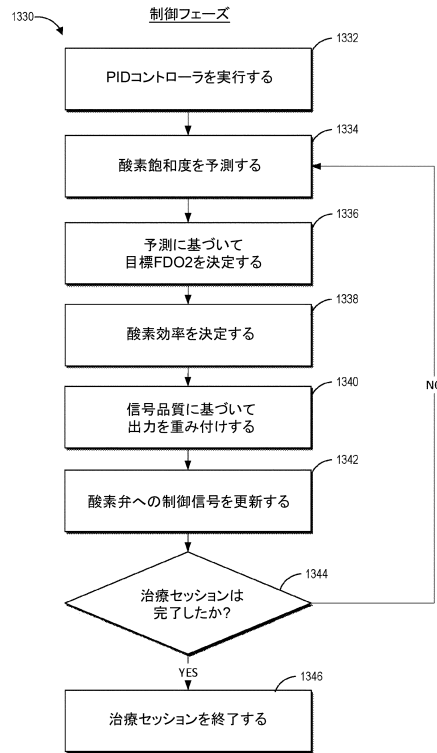 制御フェーズ
1330
1332
PIDコントローラを実行する
1334
酸素飽和度を予測する
1336
予測に基づいて
目標FDO2を決定する
1338
酸素効率を決定する
1340
信号品質に基づいて
出力を重み付けする
1342
酸素弁への制御信号を更新する
1344
治療セッションは
完了したか?
NO
YES
1346
治療セッションを終了する